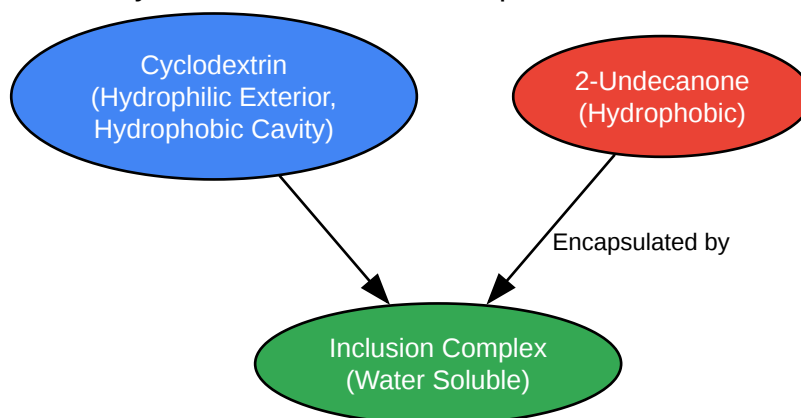 Cyclodextrin
(Hydrophilic Exterior,
Hydrophobic Cavity)
2-Undecanone
(Hydrophobic)
Encapsulated by
Inclusion Complex
(Water Soluble)